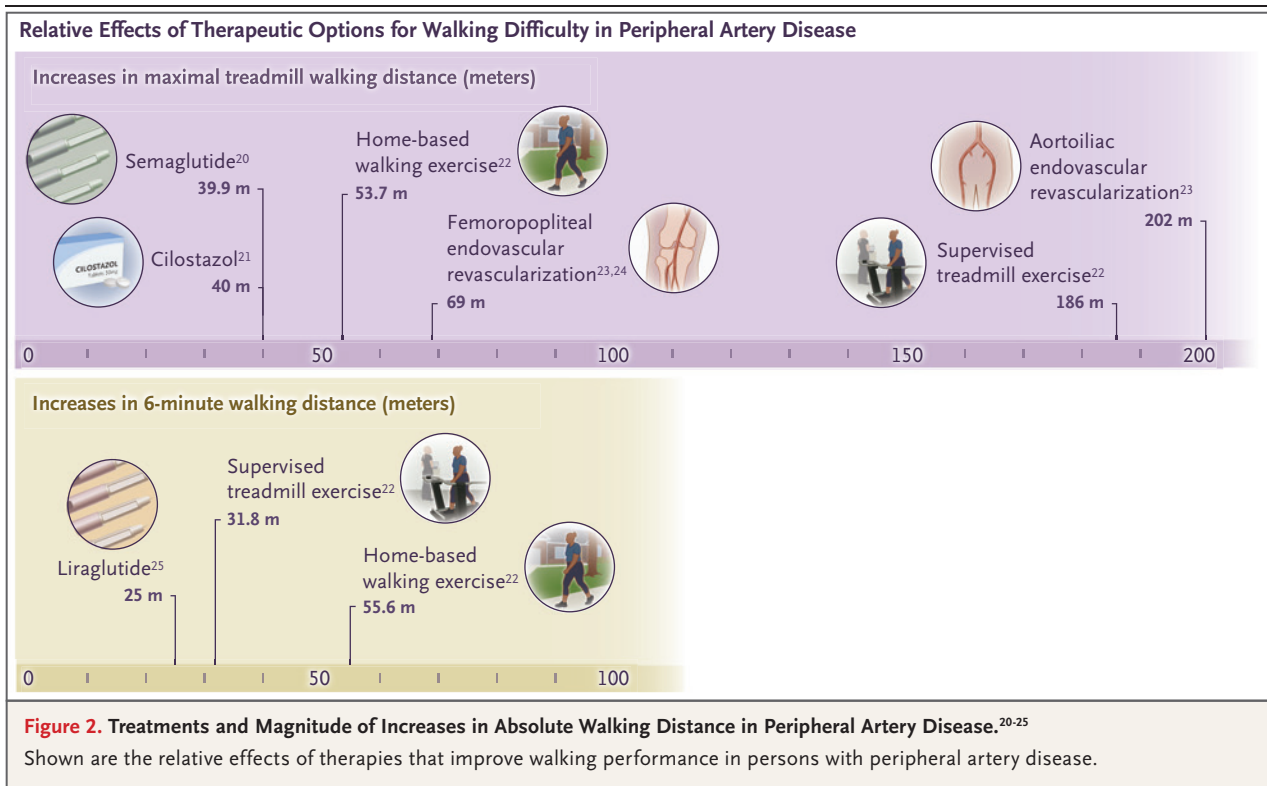 Relative Effects of Therapeutic Options for Walking Difficulty in Peripheral Artery Disease
Increases in maximal treadmill walking distance (meters)
Semaglutide20
39.9 m
CILOSTAZOL
Cilostazol21
40 m
Home-based
walking exercise22
53.7 m
Femoropopliteal
endovascular
revascularization23,24
69 m
Supervised
treadmill exercise22
186 m
Aortoiliac
endovascular
revascularization23
202 m
0 50 100 150 200
Increases in 6-minute walking distance (meters)
Liraglutide25
25 m
Supervised
treadmill exercise22
31.8 m
Home-based
walking exercise22
55.6 m
0 50 100
Figure 2. Treatments and Magnitude of Increases in Absolute Walking Distance in Peripheral Artery Disease.20-25
Shown are the relative effects of therapies that improve walking performance in persons with peripheral artery disease.